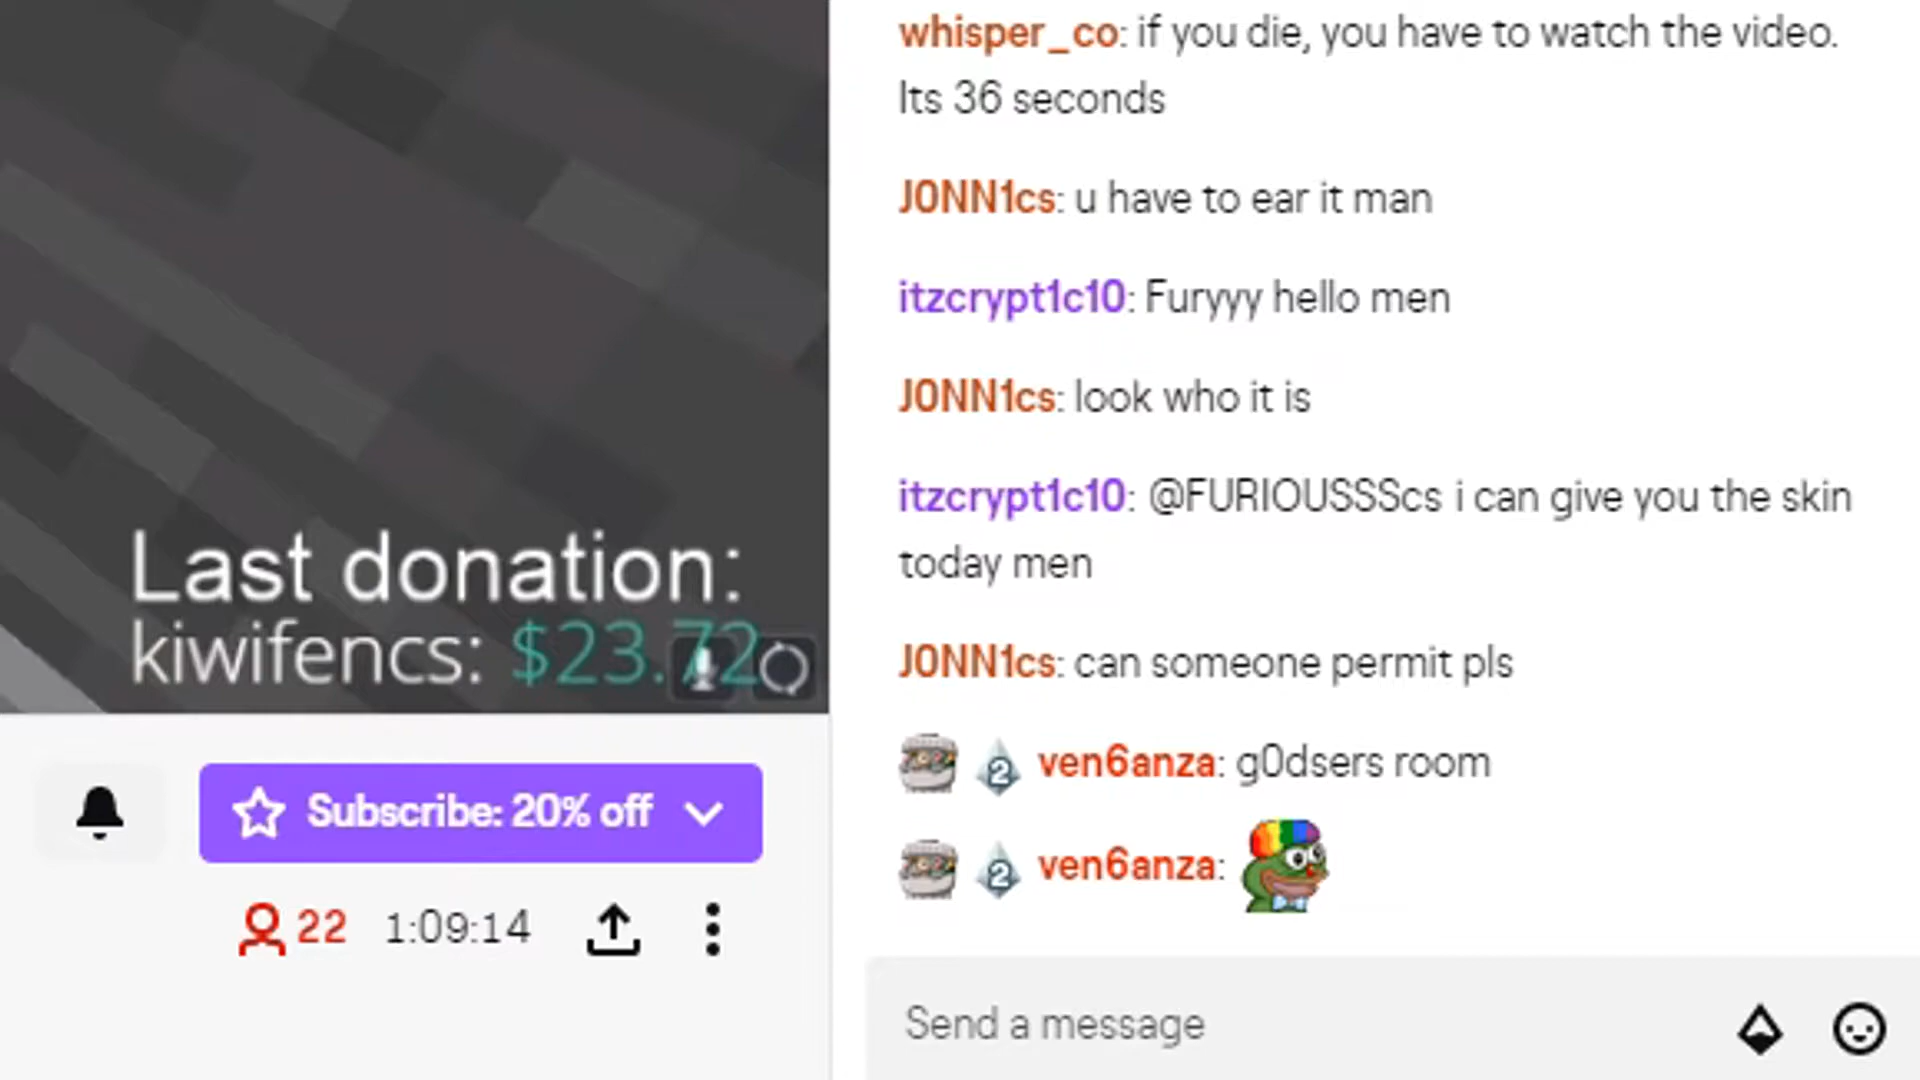 whisper_co: if you die, you have to watch the video.
Its 36 seconds
J0NN1cs: u have to ear it man
itzcrypt1c10: Furyyy hello men
J0NN1cs: look who it is
itzcrypt1c10: @FURIOUSSScs i can give you the skin
today men
J0NN1cs: can someone permit pls
2 ven6anza: g0dsers room
2 ven6anza:
Send a message
Last donation:
kiwifencs: $23.72
Subscribe: 20% off
22 1:09:14